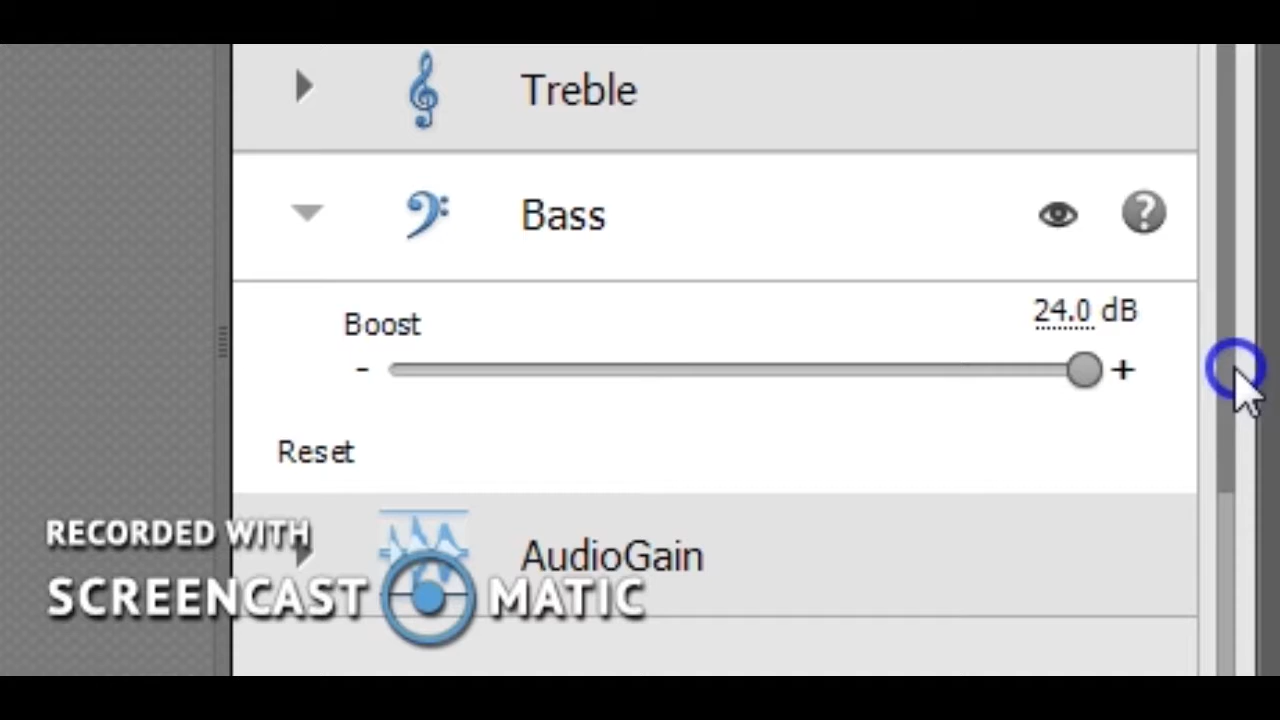 Treble
Bass
?
Boost
24.0 dB
- +
Reset
AudioGain
RECORDED WITH
SCREENCAST MATIC